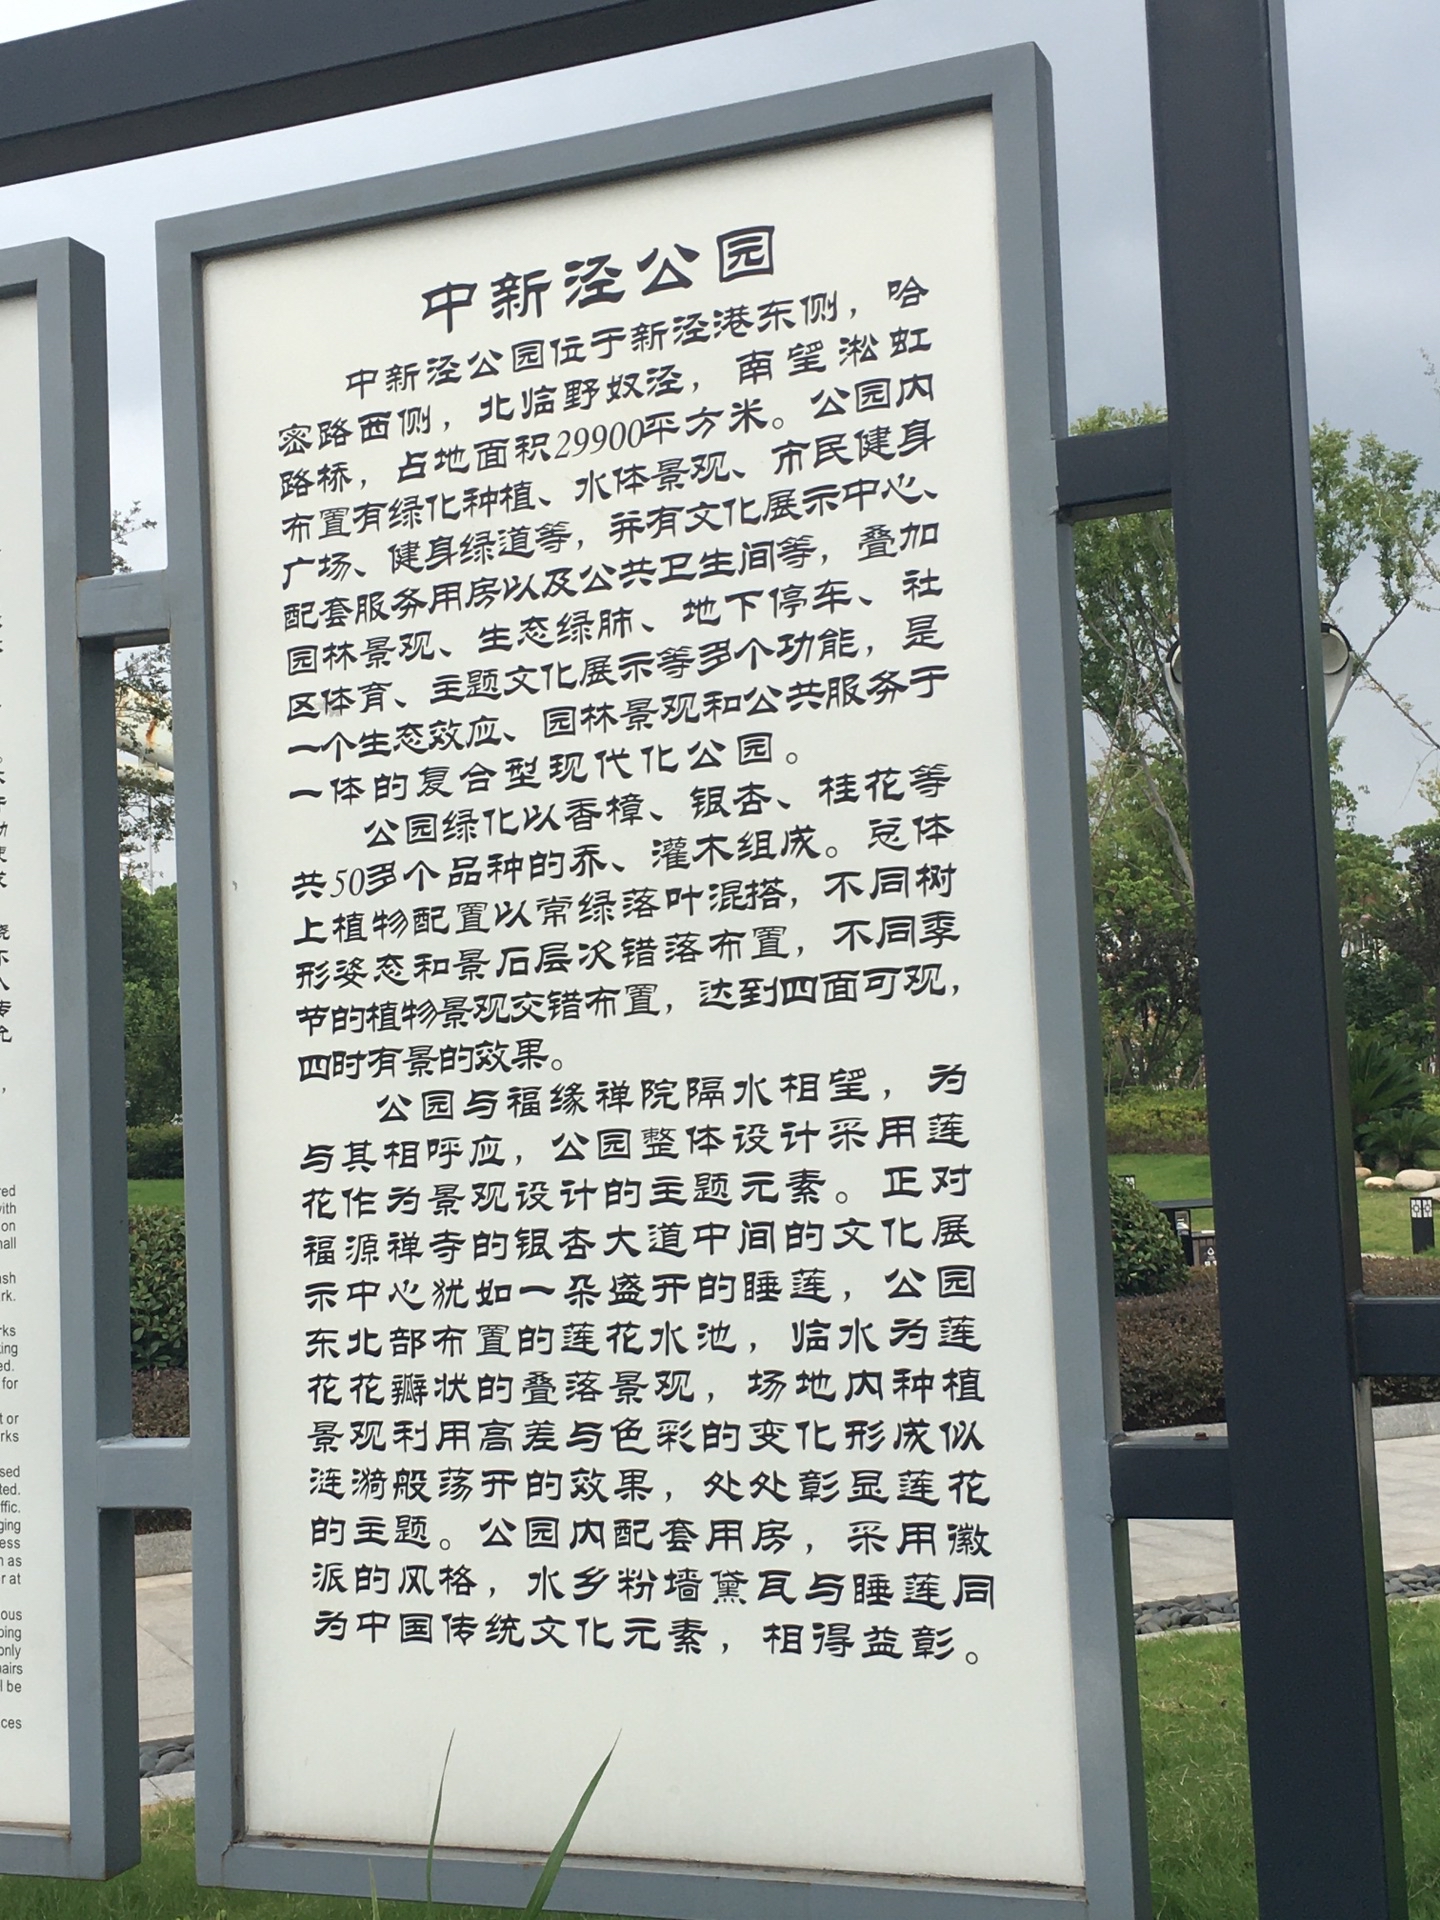 中新泾公园
中新泾公园位于新泾港东侧，哈
密路西侧，北临野奴泾，南望淞虹
路桥，占地面积29900平方米。公园内
布置有绿化种植、水体景观、市民健身
广场、健身绿道等，并有文化展示中心、
配套服务用房以及公共卫生间等，叠加
园林景观、生态绿肺、地下停车、社
区体育、主题文化展示等多个功能，是
一个生态效应、园林景观和公共服务于
一体的复合型现代化公园。
公园绿化以香樟、银杏、桂花等
共50多个品种的乔、灌木组成。总体
上植物配置以常绿落叶混搭，不同树
形姿态和景石层次错落布置，不同季
节的植物景观交错布置，达到四面可观，
四时有景的效果。
公园与福缘禅院隔水相望，为
与其相呼应，公园整体设计采用莲
花作为景观设计的主题元素。正对
福源禅寺的银杏大道中间的文化展
示中心犹如一朵盛开的睡莲，公园
东北部布置的莲花水池，临水为莲
花花瓣状的叠落景观，场地内种植
景观利用高差与色彩的变化形成似
涟漪般荡开的效果，处处彰显莲花
的主题。公园内配套用房，采用徽
派的风格，水乡粉墙黛瓦与睡莲同
为中国传统文化元素，相得益彰。